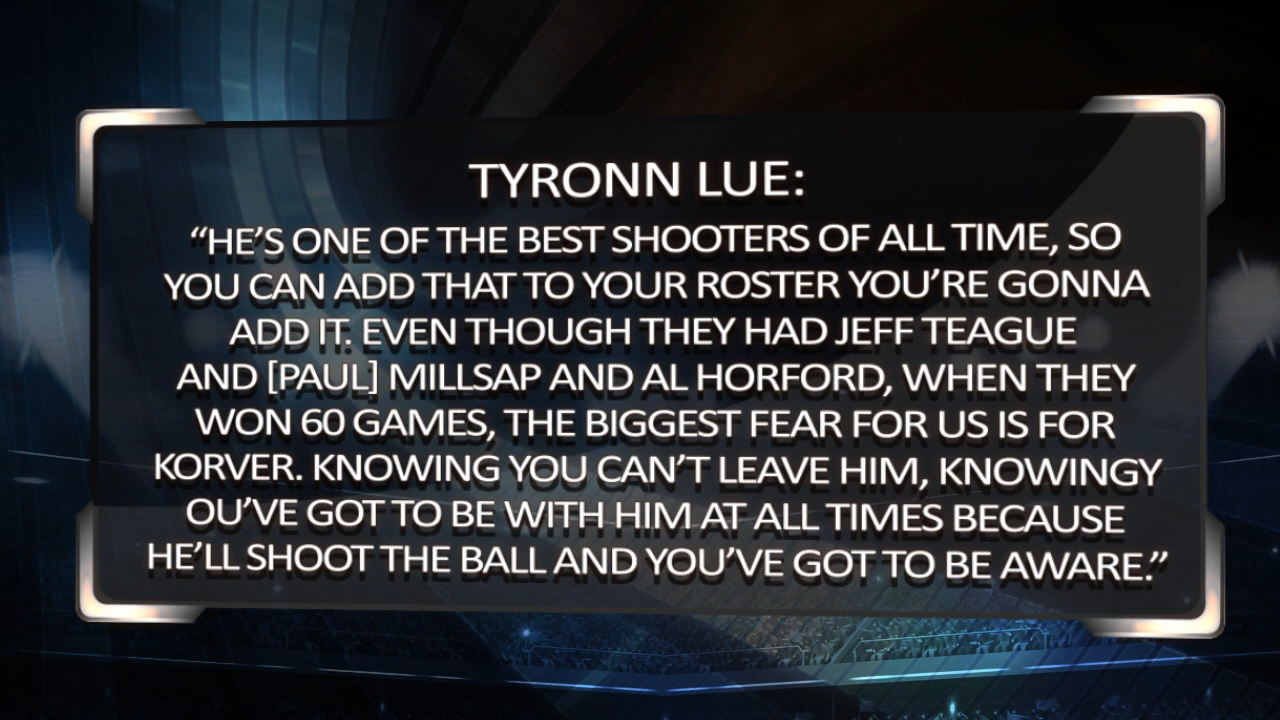 TYRONN LUE:
“HE’S ONE OF THE BEST SHOOTERS OF ALL TIME, SO
YOU CAN ADD THAT TO YOUR ROSTER YOU’RE GONNA
ADD IT. EVEN THOUGH THEY HAD JEFF TEAGUE
AND [PAUL] MILLSAP AND AL HORFORD, WHEN THEY
WON 60 GAMES, THE BIGGEST FEAR FOR US IS FOR
KORVER. KNOWING YOU CAN’T LEAVE HIM, KNOWINGY
OU’VE GOT TO BE WITH HIM AT ALL TIMES BECAUSE
HE’LL SHOOT THE BALL AND YOU’VE GOT TO BE AWARE.”